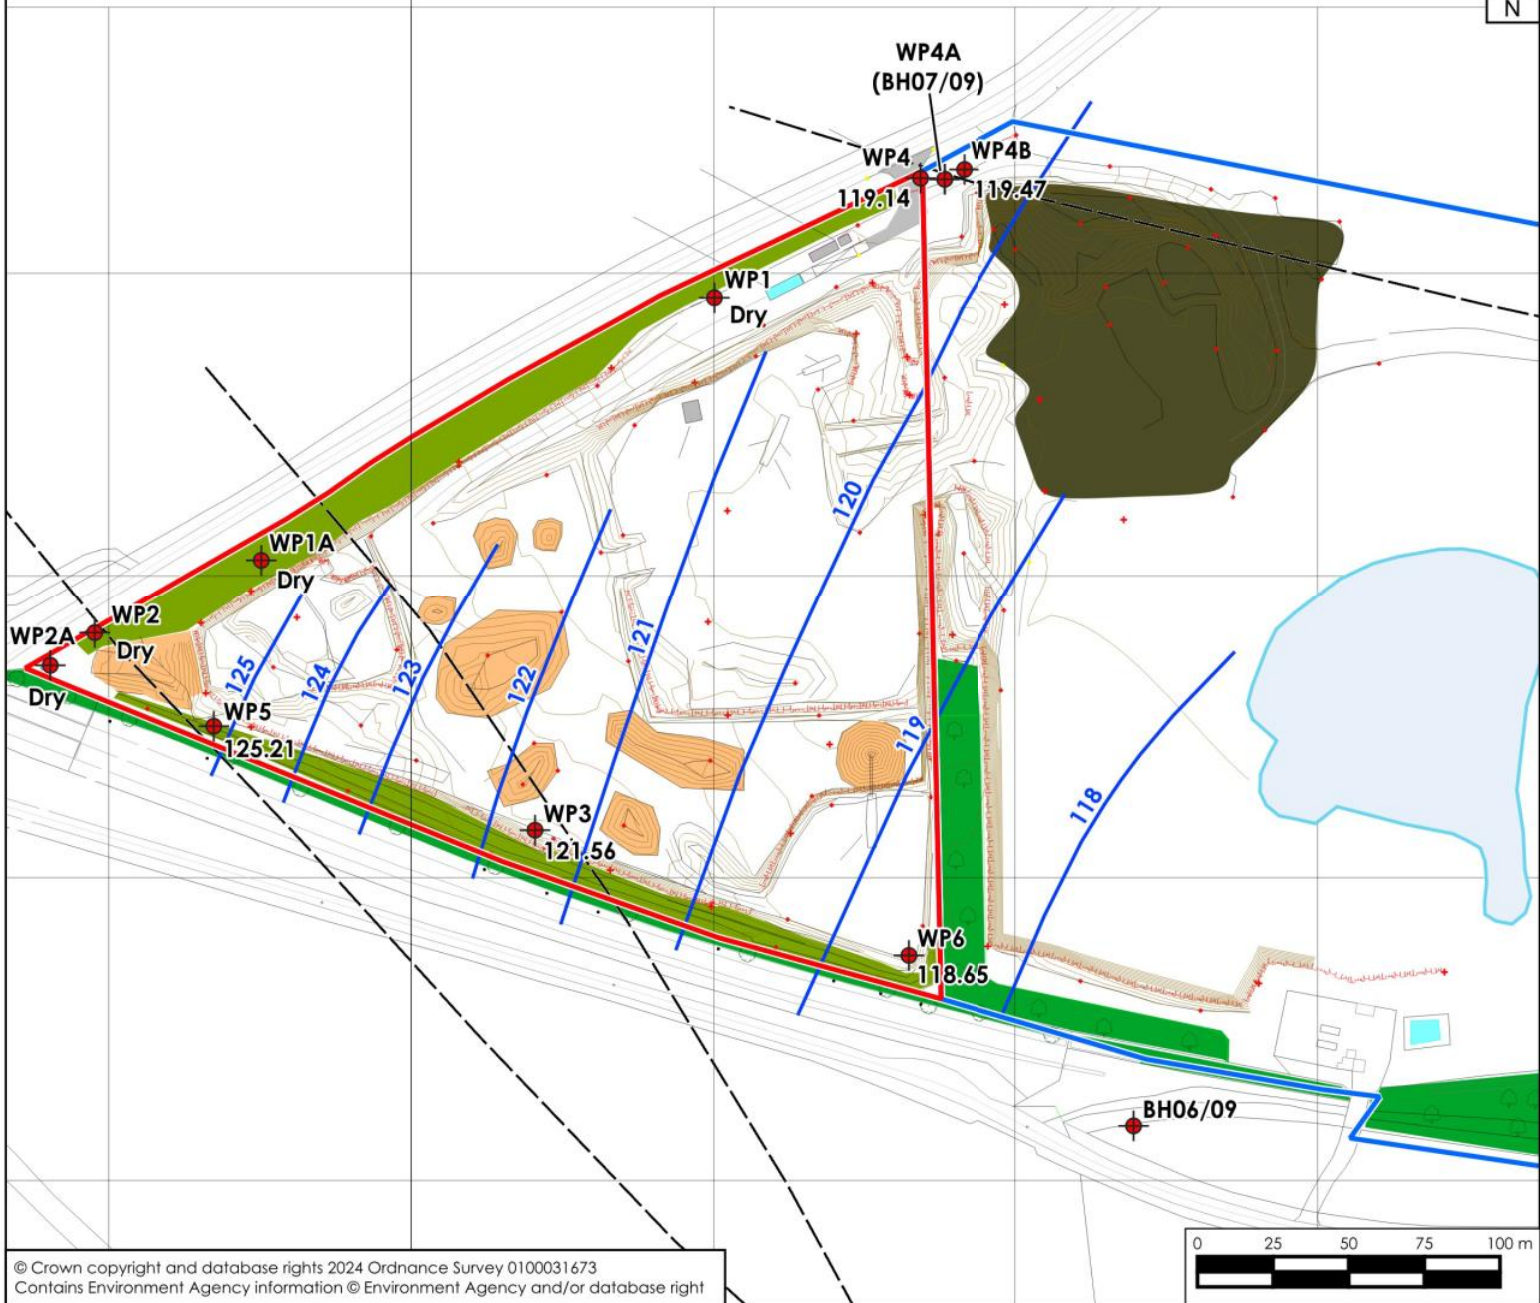 N
WP4A
(BH07/09)
WP4
WP4B
119.14
119.47
WP1
Dry
120
WP1A
Dry
WP2
Dry
WP2A
Dry
125
124
123
122
121
119
118
WP5
125.21
WP3
121.56
WP6
118.65
BH06/09
0 25 50 75 100 m
© Crown copyright and database rights 2024 Ordnance Survey 0100031673
Contains Environment Agency information © Environment Agency and/or database right